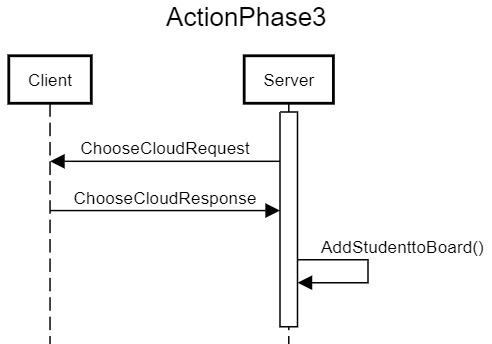 ActionPhase3
Client
Server
ChooseCloudRequest
ChooseCloudResponse
AddStudenttoBoard()